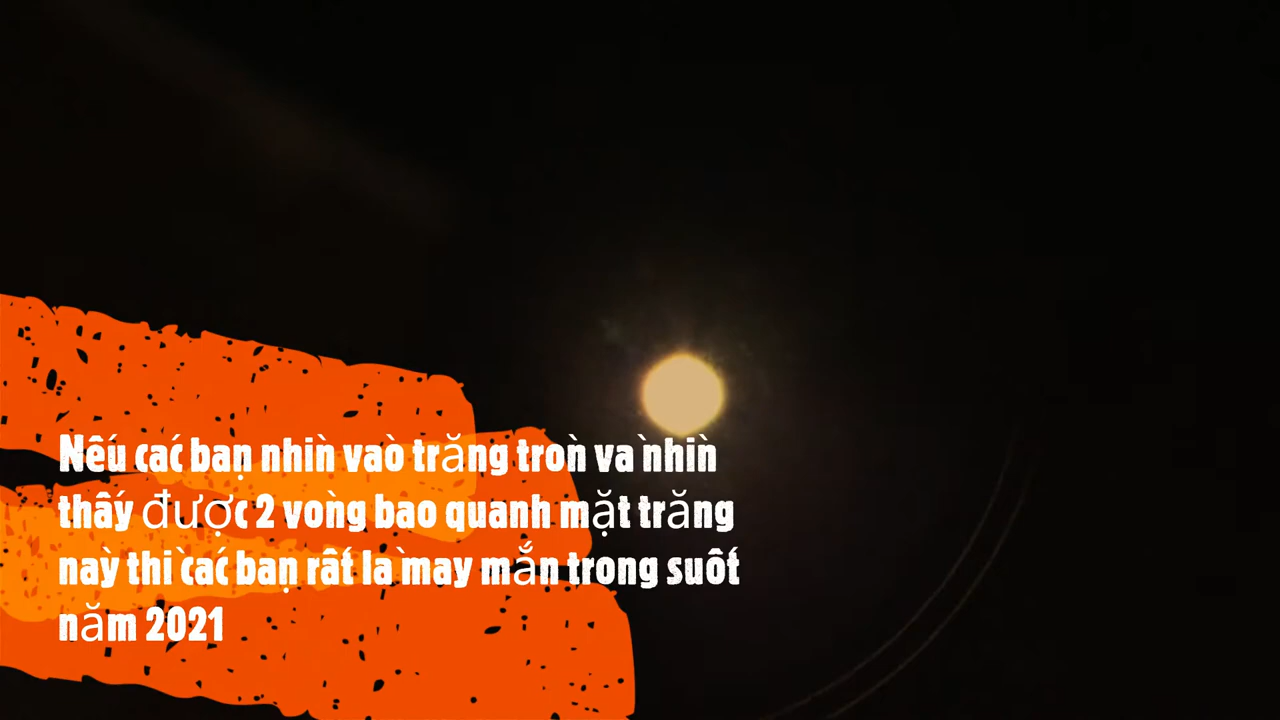 Nếu các bạn nhìn vào trăng tròn và nhìn
thấy được 2 vòng bao quanh mặt trăng
này thì các bạn rất là may mắn trong suốt
năm 2021